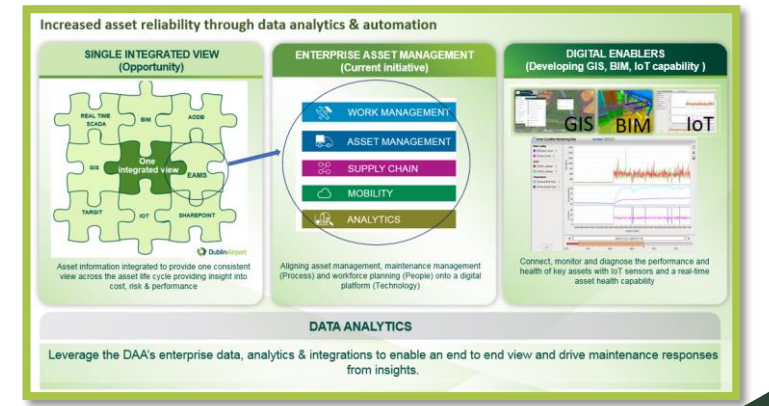 Increased asset reliability through data analytics & automation
SINGLE INTEGRATED VIEW
(Opportunity)
REAL TIME
SCADA
BIM
AODB
GIS
One
integrated view
EAMS
TARGIT
IOT
SHAREPOINT
DublinAirport
Asset information integrated to provide one consistent
view across the asset life cycle providing insight into
cost, risk & performance
ENTERPRISE ASSET MANAGEMENT
(Current initiative)
WORK MANAGEMENT
ASSET MANAGEMENT
SUPPLY CHAIN
MOBILITY
ANALYTICS
Aligning asset management, maintenance management
(Process) and workforce planning (People) onto a digital
platform (Technology)
DIGITAL ENABLERS
(Developing GIS, BIM, IoT capability )
GIS
BIM
IoT
Connect, monitor and diagnose the performance and
health of key assets with IoT sensors and a real-time
asset health capability
DATA ANALYTICS
Leverage the DAA's enterprise data, analytics & integrations to enable an end to end view and drive maintenance responses
from insights.